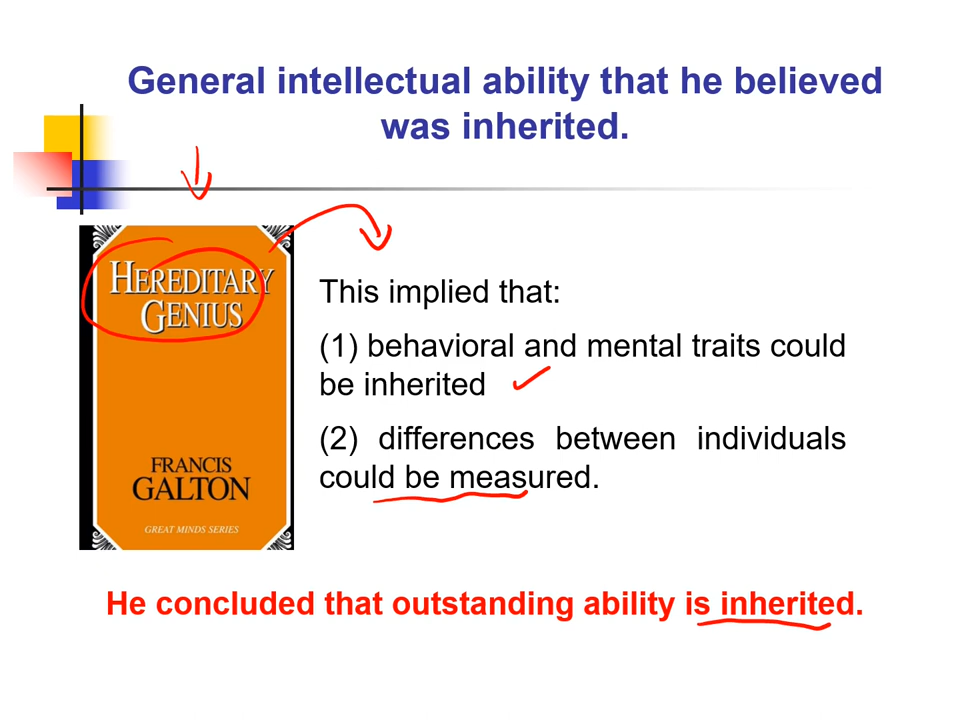 General intellectual ability that he believed
was inherited.
HEREDITARY
GENIUS
FRANCIS
GALTON
GREAT MINDS SERIES
This implied that:
(1) behavioral and mental traits could
be inherited
(2) differences between individuals
could be measured.
He concluded that outstanding ability is inherited.